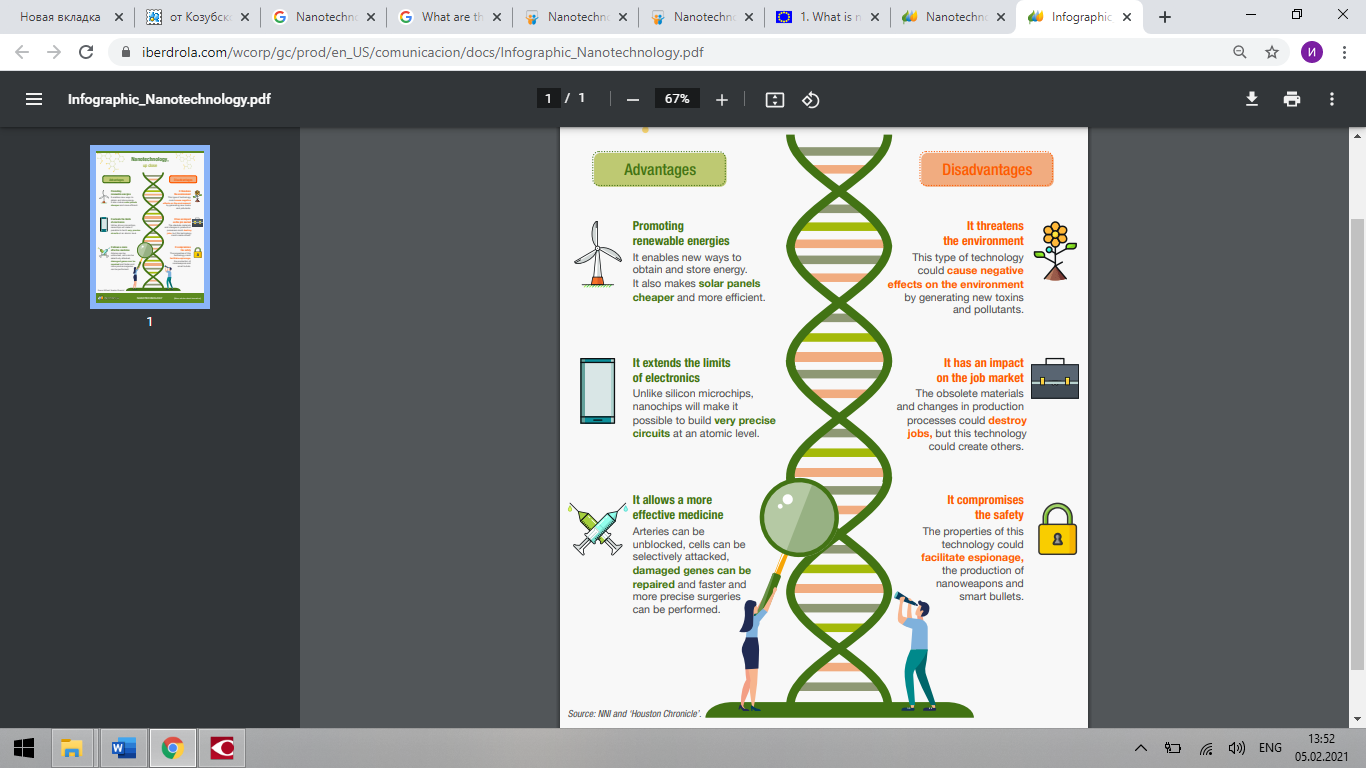 Новая вкладка
от Козубско
Nanotechno
What are th
Nanotechno
Nanotechno
1. What is n
Nanotechno
Infographic
iberdrola.com/wcorp/gc/prod/en_US/comunicacion/docs/Infographic_Nanotechnology.pdf
И
Infographic_Nanotechnology.pdf
1 / 1
67%
Nanotechnology,
Advantages
Disadvantages
1
Advantages
Promoting
renewable energies
It enables new ways to
obtain and store energy.
It also makes solar panels
cheaper and more efficient.
It extends the limits
of electronics
Unlike silicon microchips,
nanochips will make it
possible to build very precise
circuits at an atomic level.
It allows a more
effective medicine
Arteries can be
unblocked, cells can be
selectively attacked,
damaged genes can be
repaired and faster and
more precise surgeries
can be performed.
Disadvantages
It threatens
the environment
This type of technology
could cause negative
effects on the environment
by generating new toxins
and pollutants.
It has an impact
on the job market
The obsolete materials
and changes in production
processes could destroy
jobs, but this technology
could create others.
It compromises
the safety
The properties of this
technology could
facilitate espionage,
the production of
nanoweapons and
smart bullets.
Source: NNI and 'Houston Chronicle'.
W
ENG
13:52
05.02.2021